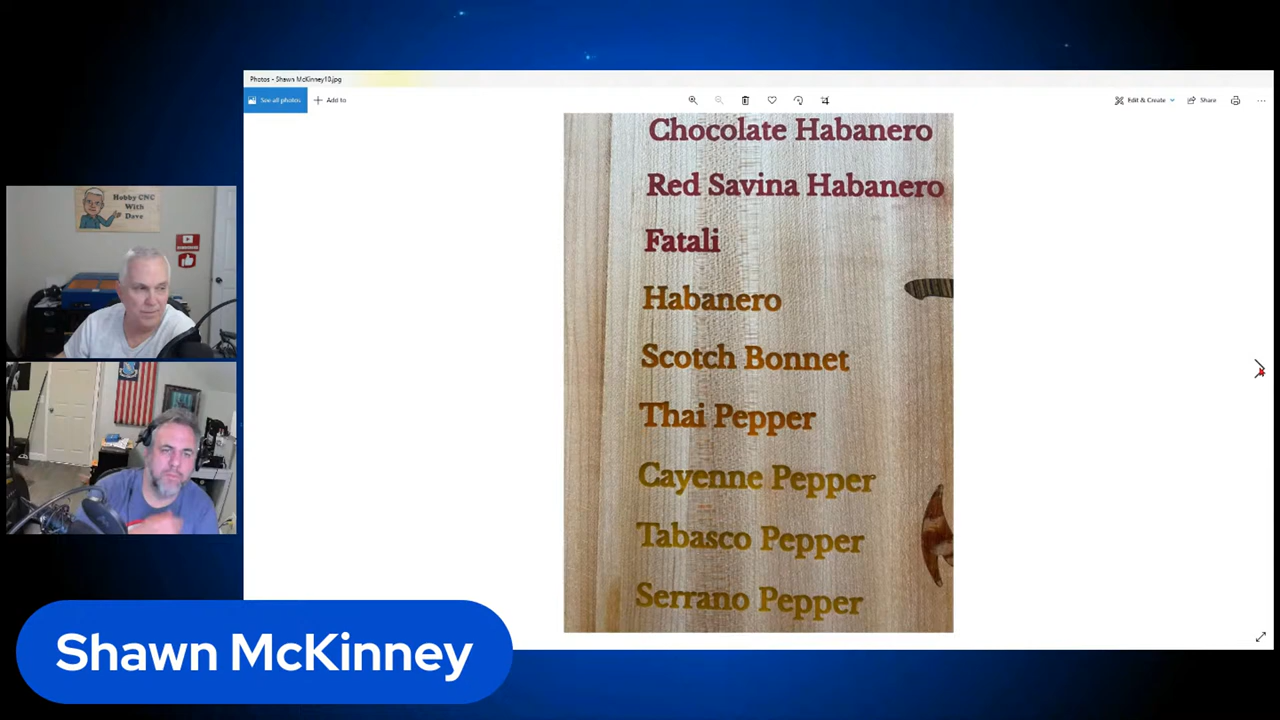 Photos - Shawn McKinney10.jpg
See all photos
Add to
Edit & Create
Share
Hobby CNC
With
Dave
Chocolate Habanero
Red Savina Habanero
Fatali
Habanero
Scotch Bonnet
Thai Pepper
Cayenne Pepper
Tabasco Pepper
Serrano Pepper
Shawn McKinney